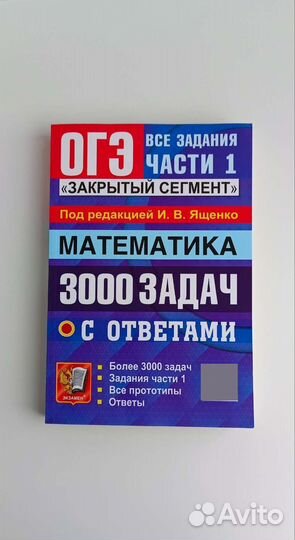 ОГЭ
ВСЕ ЗАДАНИЯ
ЧАСТИ 1
«ЗАКРЫТЫЙ СЕГМЕНТ»
Под редакцией И. В. Ященко
МАТЕМАТИКА
3000 ЗАДАЧ
С ОТВЕТАМИ
Более 3000 задач
Задания части 1
Все прототипы
Ответы
ЭКЗАМЕН
Avito